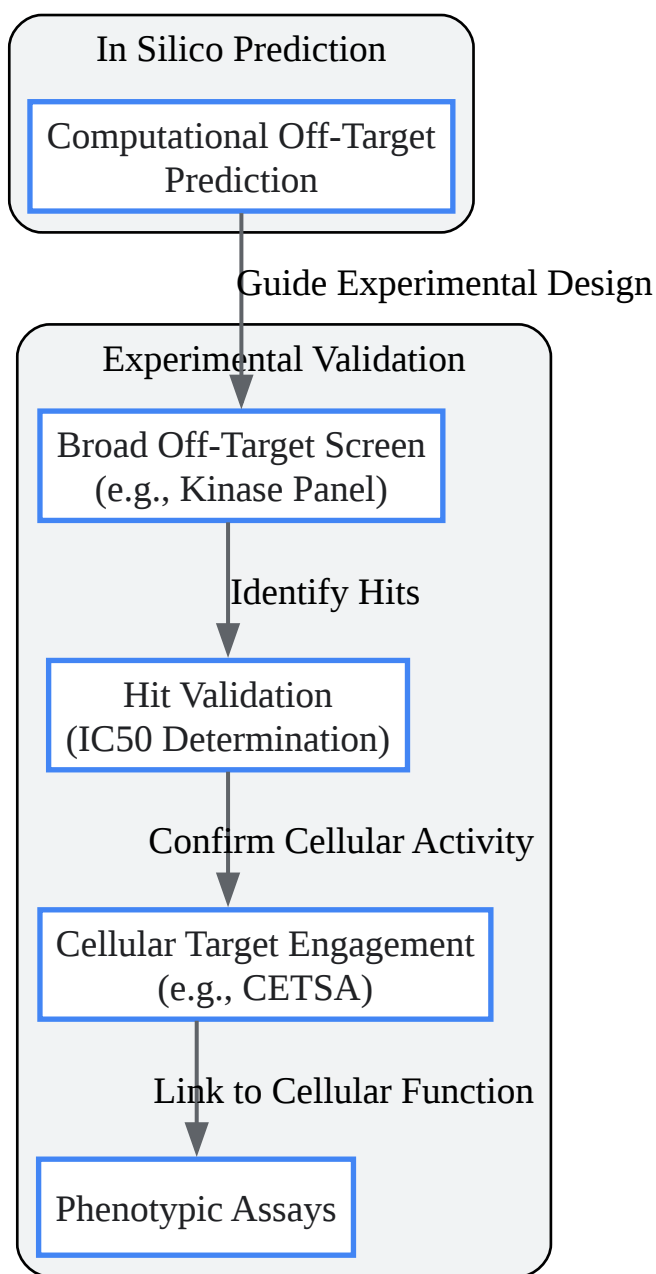 In Silico Prediction
Computational Off-Target
Prediction
Guide Experimental Design
Experimental Validation
Broad Off-Target Screen
(e.g., Kinase Panel)
Identify Hits
Hit Validation
(IC50 Determination)
Confirm Cellular Activity
Cellular Target Engagement
(e.g., CETSA)
Link to Cellular Function
Phenotypic Assays